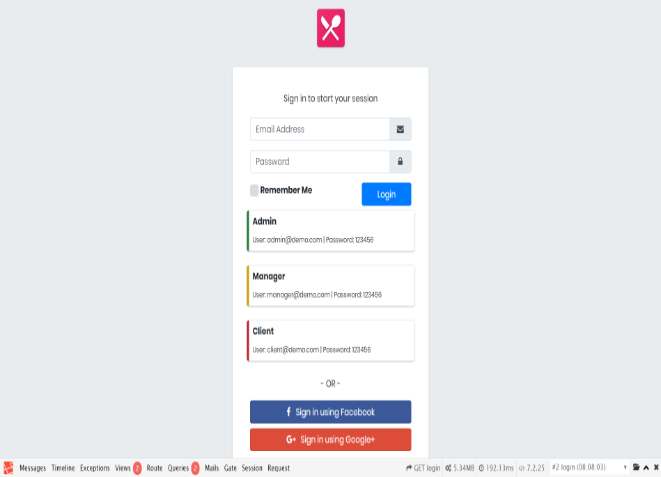 Sign in to start your session
Email Address
Password
Remember Me
Login
Admin
User: admin@demo.com | Password: 123456
Manager
User: manager@demo.com | Password: 123456
Client
User: client@demo.com | Password: 123456
- OR -
f Sign in using Facebook
G+ Sign in using Google+
Messages Timeline Exceptions Views 2 Route Queries 2 Mails Gate Session Request GET login 5.34MB 192.13ms 7.2.25 #2 login (08:08:03)